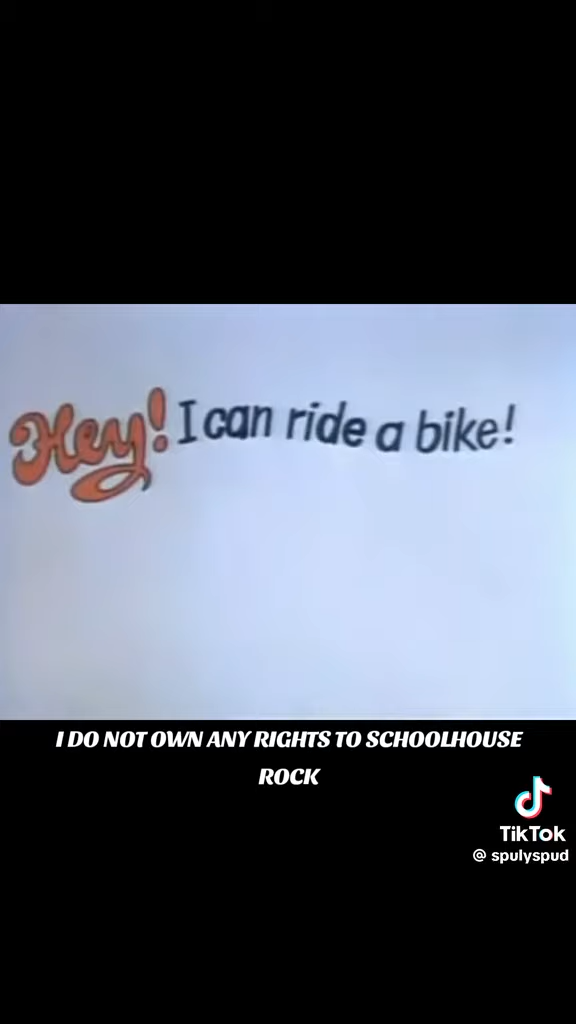 Hey! I can ride a bike!
I DO NOT OWN ANY RIGHTS TO SCHOOLHOUSE
ROCK
TikTok
@ spulyspud